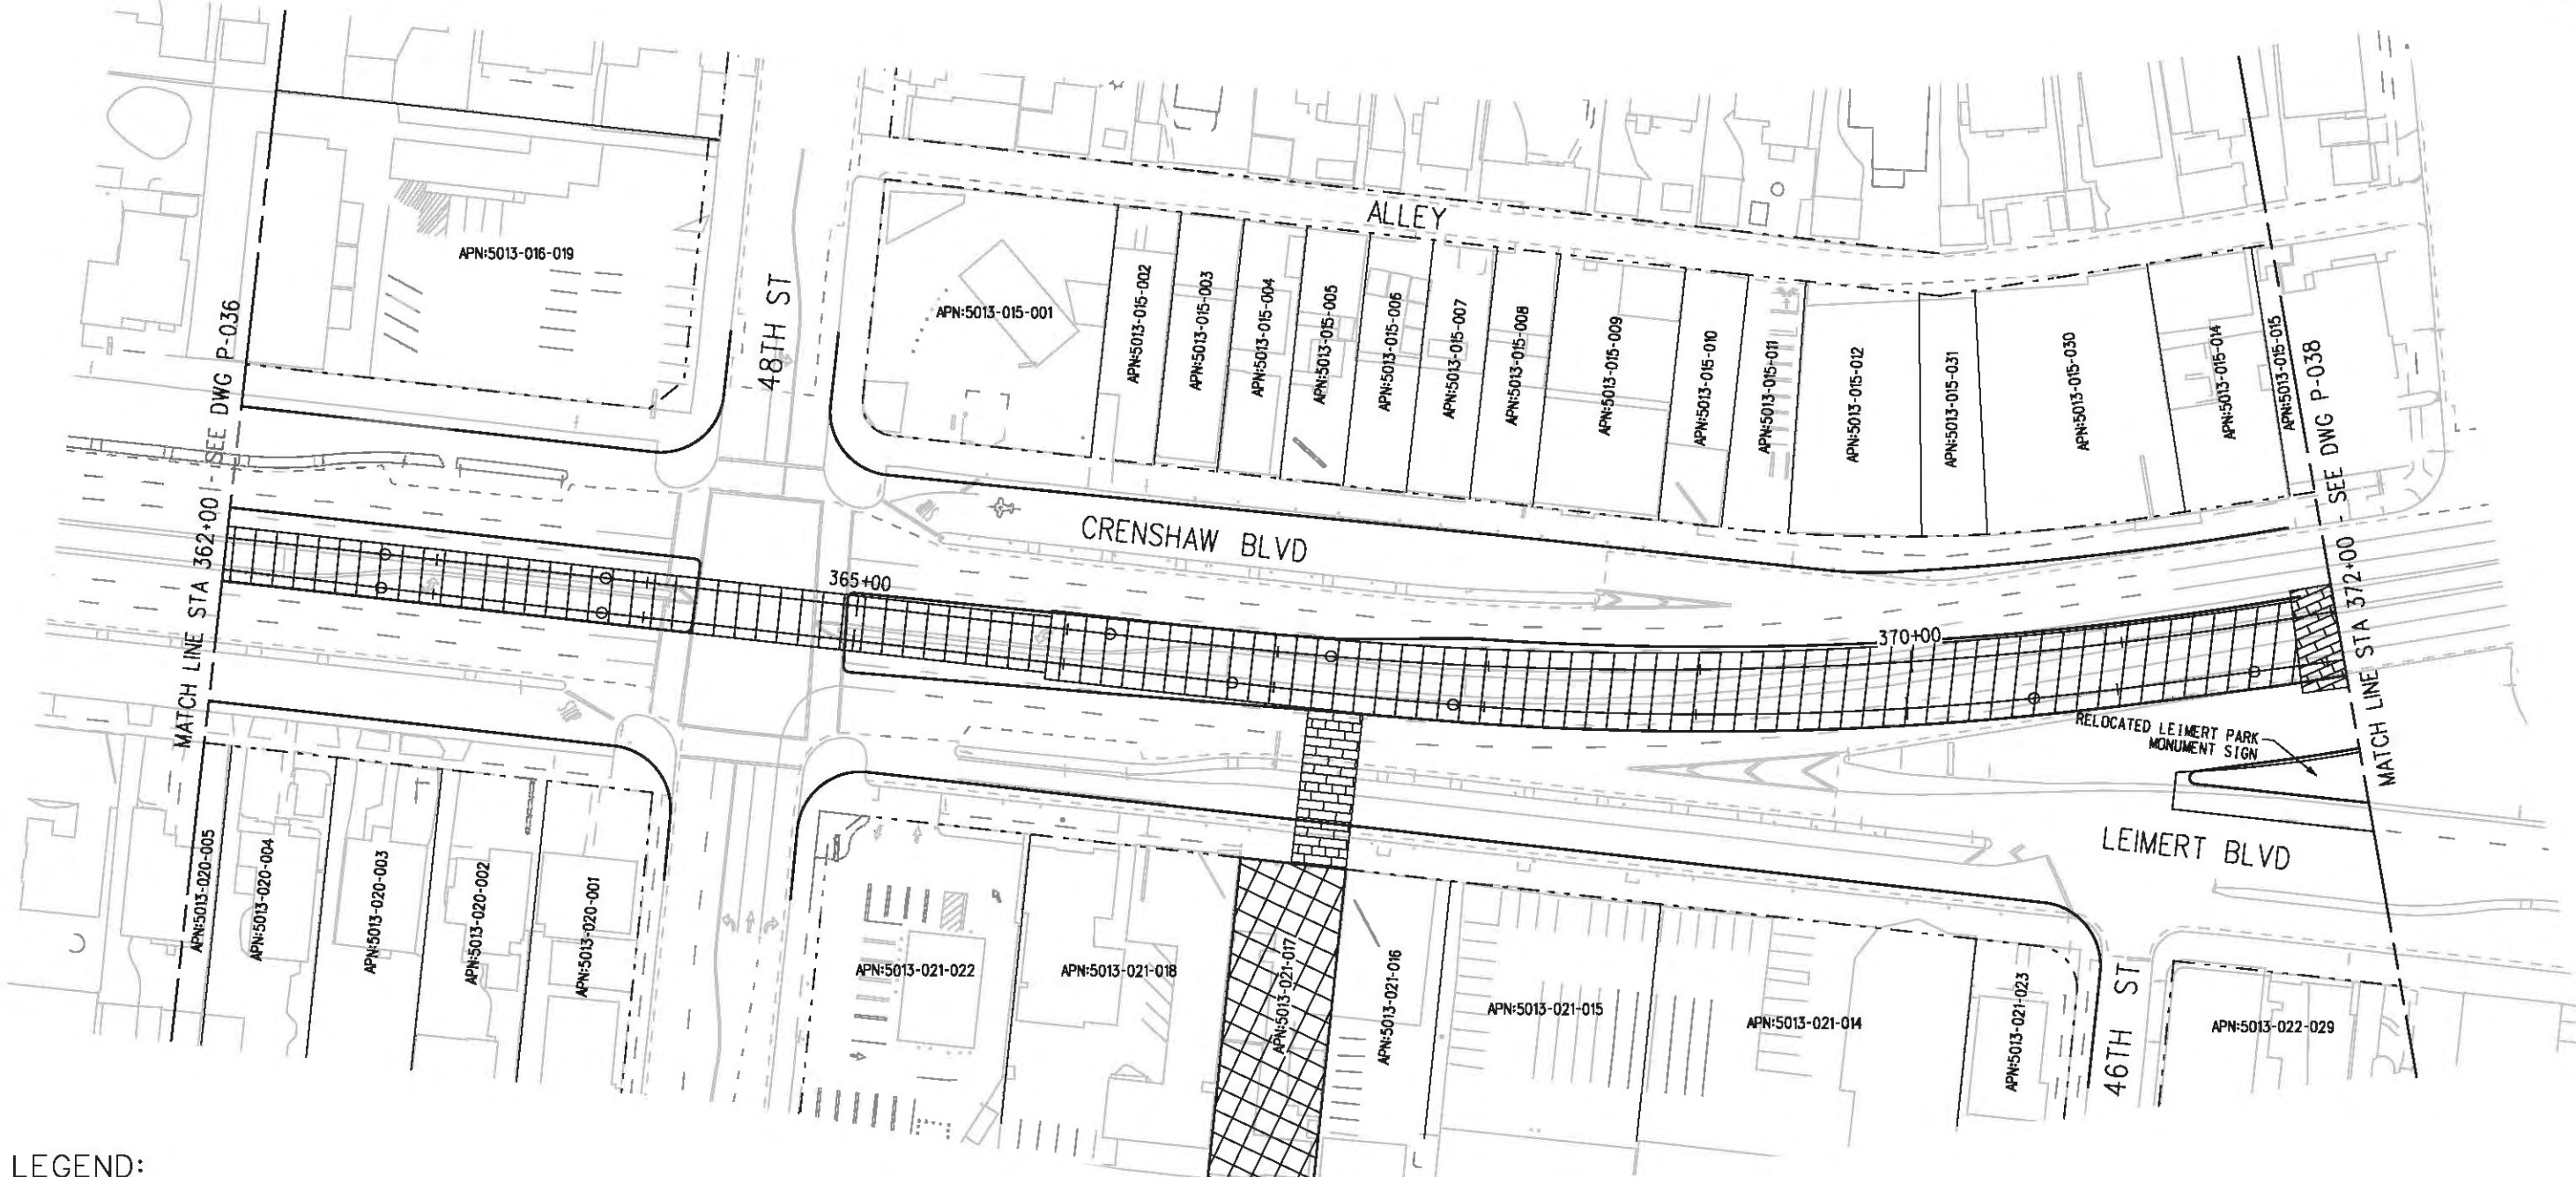 APN:5013-016-019
SEE DWG P-036
MATCH LINE STA 362+00
48TH ST
ALLEY
APN:5013-015-001
APN:5013-015-002
APN:5013-015-003
APN:5013-015-004
APN:5013-015-005
APN:5013-015-006
APN:5013-015-007
APN:5013-015-008
APN:5013-015-009
APN:5013-015-010
APN:5013-015-011
APN:5013-015-012
APN:5013-015-031
APN:5013-015-030
APN:5013-015-014
APN:5013-015-015
MATCH LINE STA 372+00 - SEE DWG P-038
CRENSHAW BLVD
365+00
370+00
RELOCATED LEIMERT PARK
MONUMENT SIGN
LEIMERT BLVD
APN:5013-020-005
APN:5013-020-004
APN:5013-020-003
APN:5013-020-002
APN:5013-020-001
APN:5013-021-022
APN:5013-021-018
APN:5013-021-017
APN:5013-021-016
APN:5013-021-015
APN:5013-021-014
APN:5013-021-023
46TH ST
APN:5013-022-029
LEGEND: